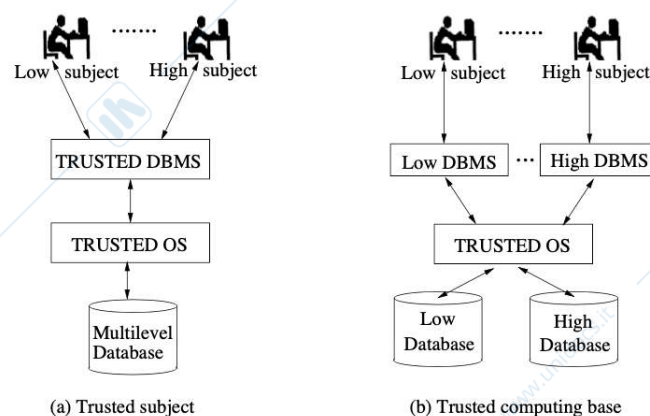 Low subject High subject
TRUSTED DBMS
TRUSTED OS
Multilevel
Database
(a) Trusted subject
Low subject High subject
Low DBMS ... High DBMS
TRUSTED OS
Low
Database
High
Database
(b) Trusted computing base